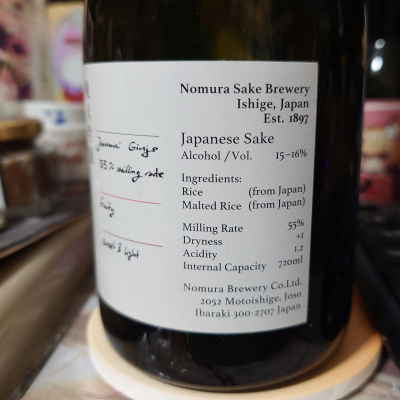 Nomura Sake Brewery
Ishige, Japan
Est. 1897
Japanese Sake
Alcohol /Vol. 15–16%
Ingredients:
Rice (from Japan)
Malted Rice (from Japan)
Milling Rate 55%
Dryness +1
Acidity 1.2
Internal Capacity 720ml
Nomura Brewery Co.Ltd.
2052 Motoishige, Joso
Ibaraki 300-2707 Japan
Junmai Ginjo
55% milling rate
fruity
sweet & light